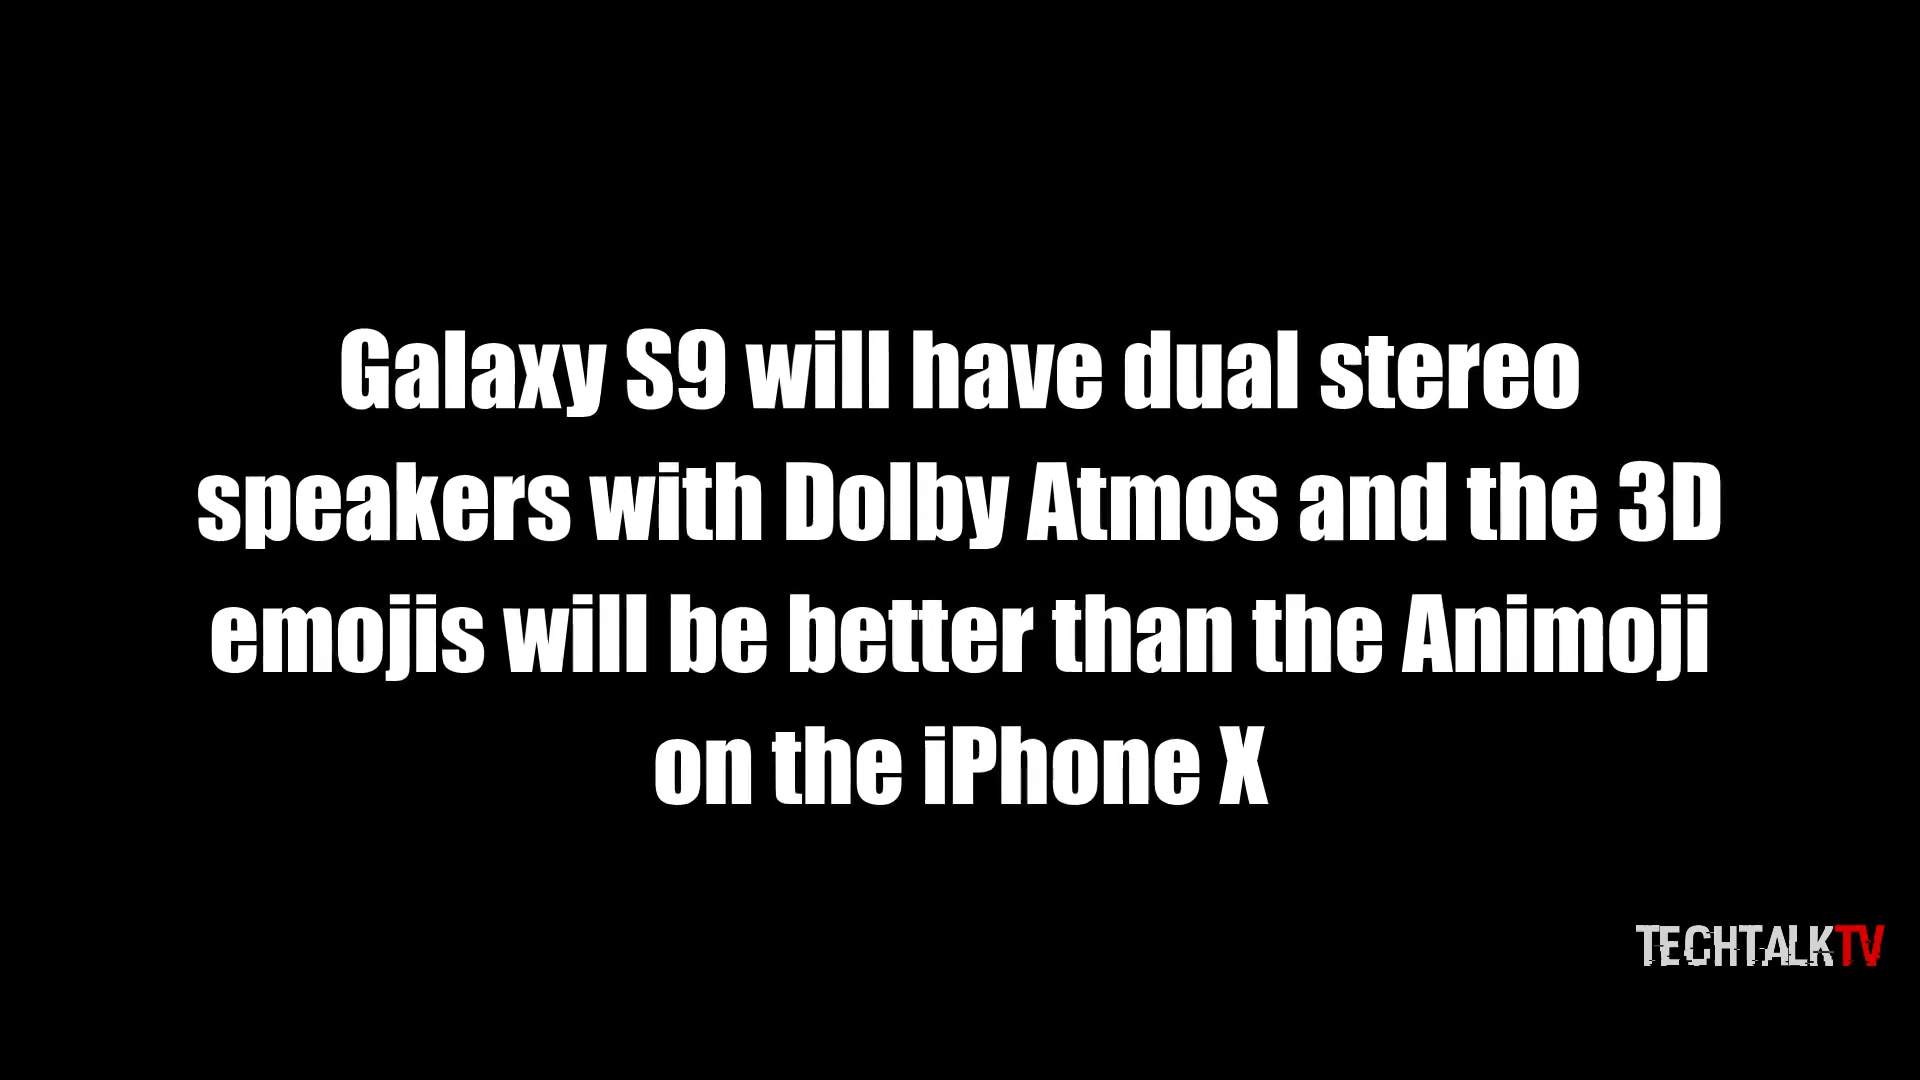 Galaxy S9 will have dual stereo
speakers with Dolby Atmos and the 3D
emojis will be better than the Animoji
on the iPhone X
TECHTALKTV